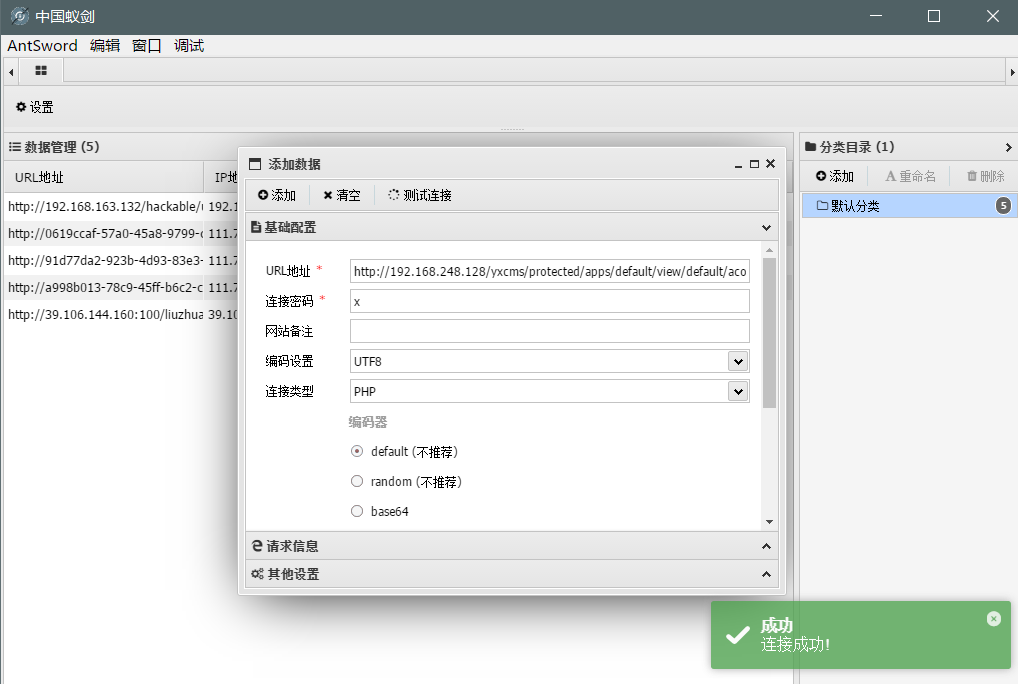 中国蚁剑
AntSword 编辑 窗口 调试
设置
数据管理 (5)
URL地址 IP地
http://192.168.163.132/hackable/ 192.1
http://0619ccaf-57a0-45a8-9799- 111.7
http://91d77da2-923b-4d93-83e3- 111.7
http://a998b013-78c9-45ff-b6c2-c 111.7
http://39.106.144.160:100/liuzhua 39.10
添加数据
添加 清空 测试连接
基础配置
URL地址 * http://192.168.248.128/yxcms/protected/apps/default/view/default/aco
连接密码 * x
网站备注
编码设置 UTF8
连接类型 PHP
编码器
default (不推荐)
random (不推荐)
base64
请求信息
其他设置
分类目录 (1)
添加 重命名 删除
默认分类 5
成功
连接成功!